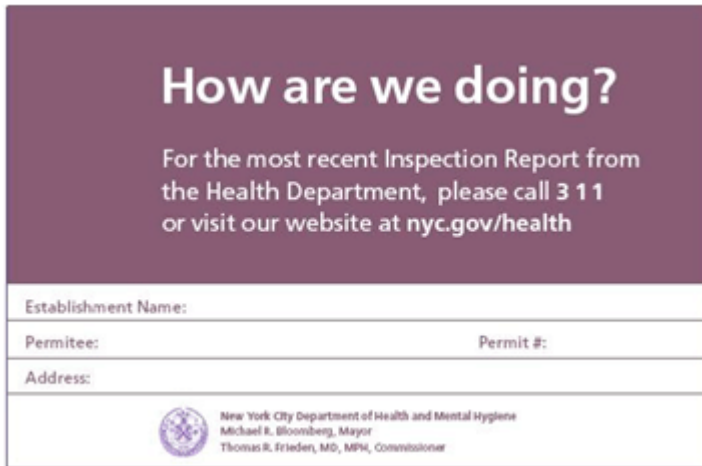 How are we doing?
For the most recent Inspection Report from
the Health Department, please call 3 1 1
or visit our website at nyc.gov/health
Establishment Name:
Permitee: Permit #:
Address:
New York City Department of Health and Mental Hygiene
Michael R. Bloomberg, Mayor
Thomas R. Frieden, MD, MPH, Commissioner